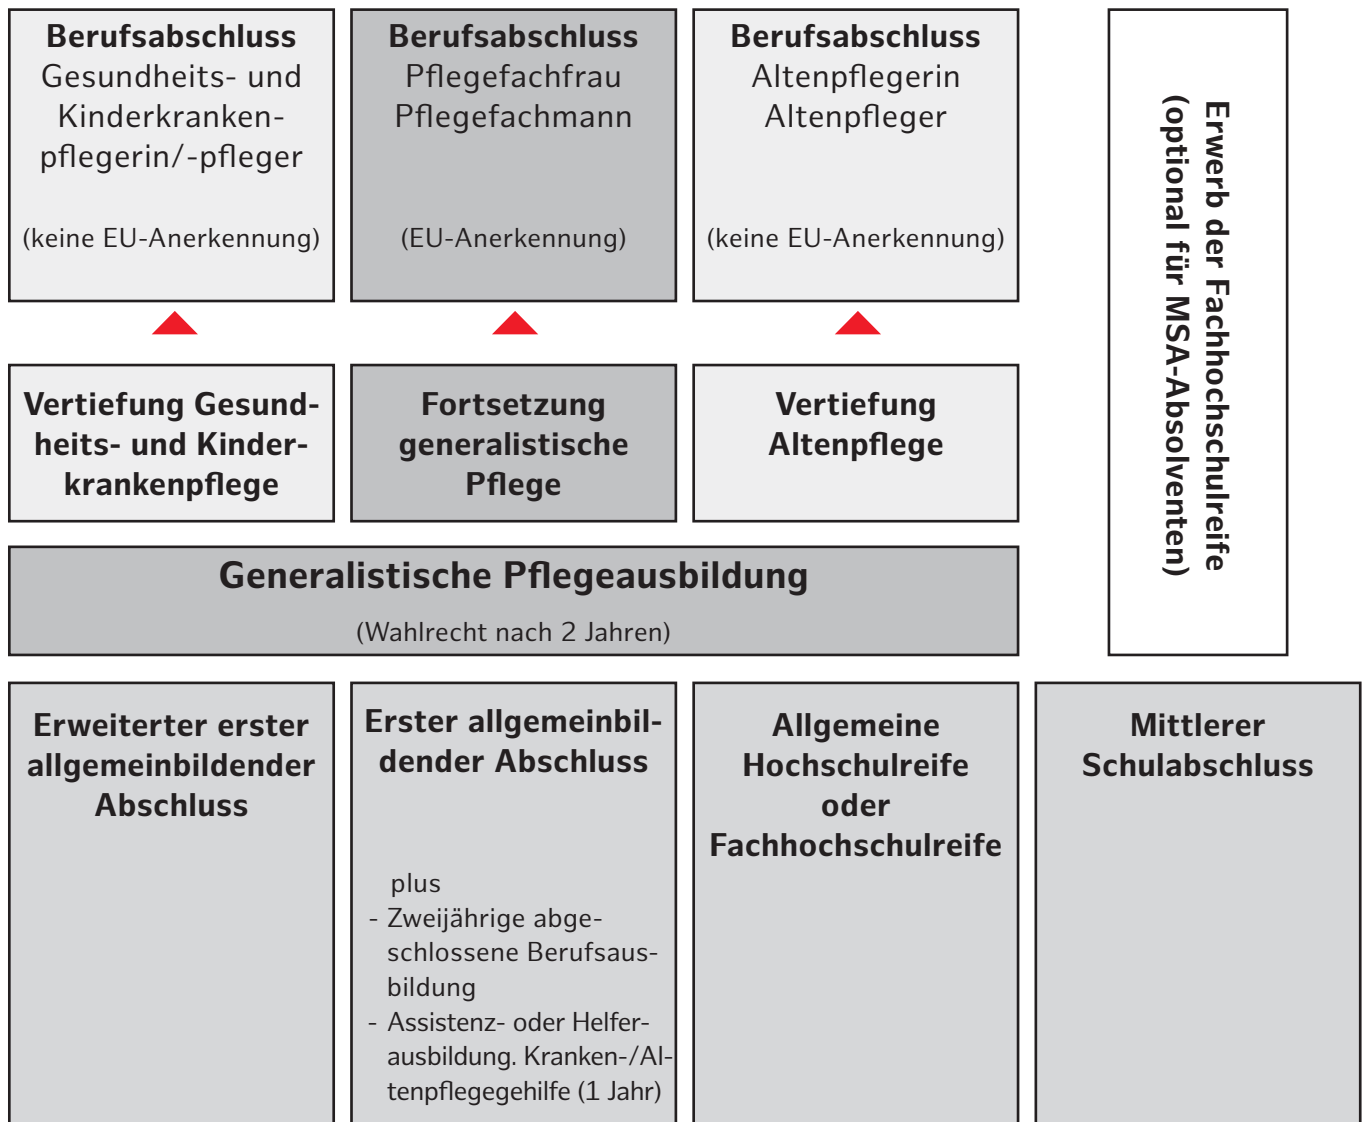 Berufsabschluss
Gesundheits- und
Kinderkranken-
pflegerin/-pfleger
(keine EU-Anerkennung)
Berufsabschluss
Pflegefachfrau
Pflegefachmann
(EU-Anerkennung)
Berufsabschluss
Altenpflegerin
Altenpfleger
(keine EU-Anerkennung)
Erwerb der Fachhochschulreife
(optional für MSA-Absolventen)
Vertiefung Gesund-
heits- und Kinder-
krankenpflege
Fortsetzung
generalistische
Pflege
Vertiefung
Altenpflege
Generalistische Pflegeausbildung
(Wahlrecht nach 2 Jahren)
Erweiterter erster
allgemeinbildender
Abschluss
Erster allgemeinbil-
dender Abschluss
plus
- Zweijährige abge-
schlossene Berufsaus-
bildung
- Assistenz- oder Helfer-
ausbildung. Kranken-/Al-
tenpflegegehilfe (1 Jahr)
Allgemeine
Hochschulreife
oder
Fachhochschulreife
Mittlerer
Schulabschluss